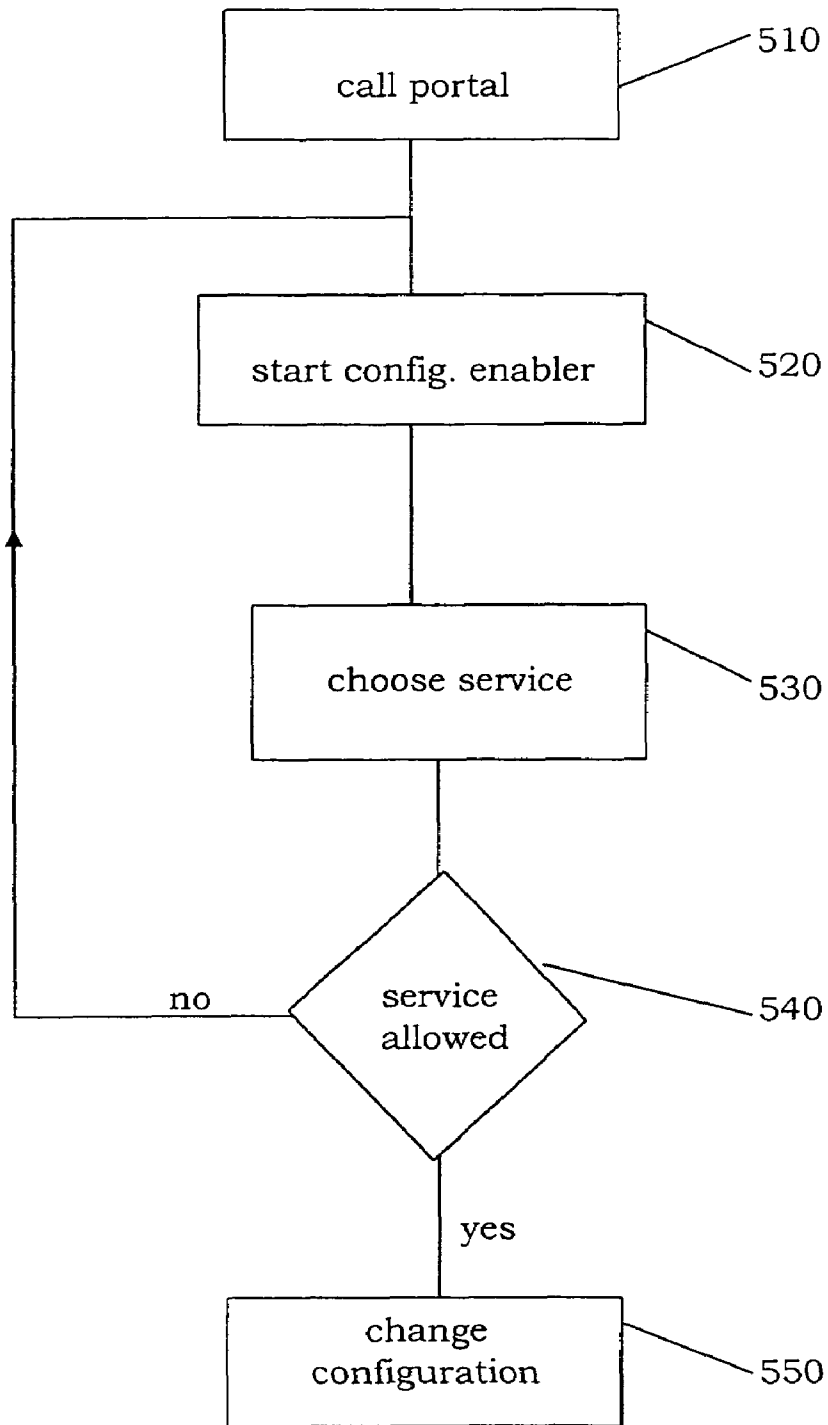 510
call portal
520
start config. enabler
530
choose service
540
service
allowed
no
yes
change
configuration
550